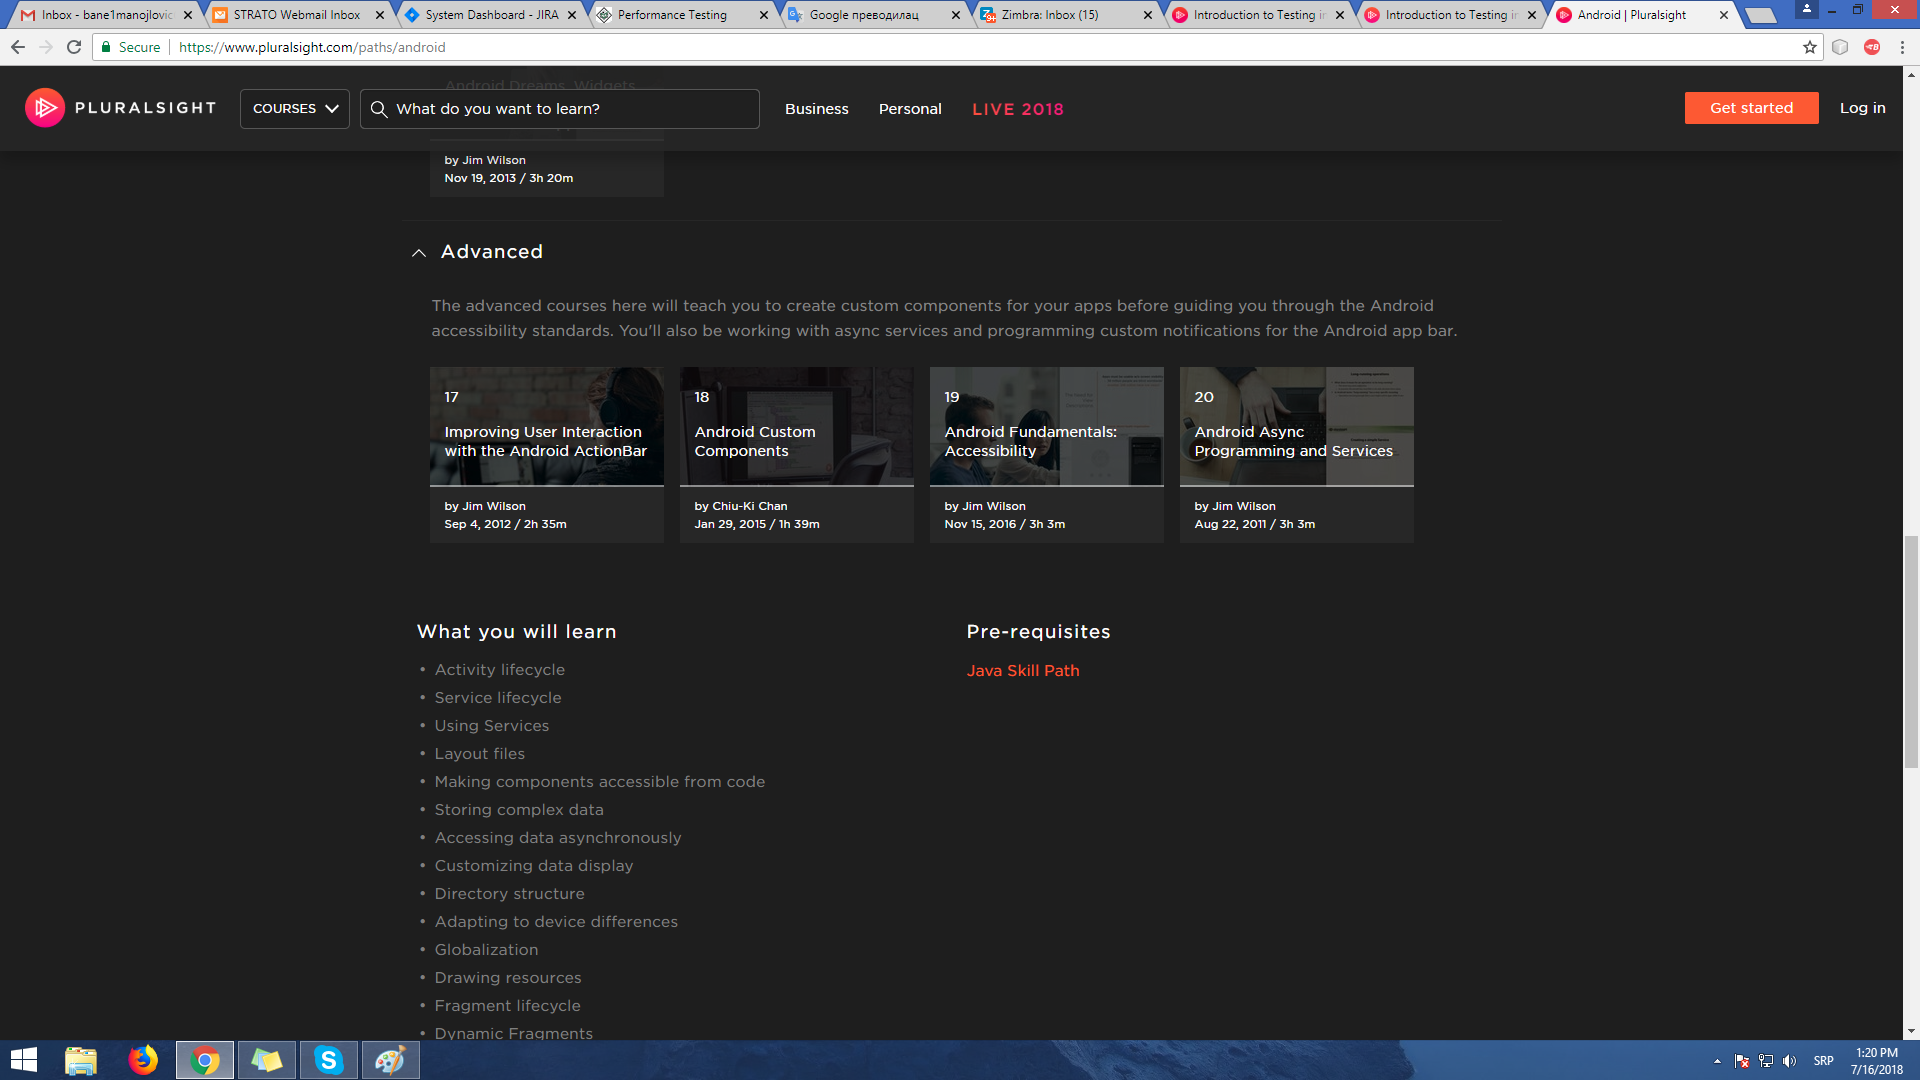 Inbox - bane1manojlovic
STRATO Webmail Inbox
System Dashboard - JIRA
Performance Testing
Google преводилац
Zimbra: Inbox (15)
Introduction to Testing in
Introduction to Testing in
Android | Pluralsight
Secure
https://www.pluralsight.com/paths/android
Android Dreams, Widgets,
PLURALSIGHT
COURSES
What do you want to learn?
Business
Personal
LIVE 2018
Get started
Log in
by Jim Wilson
Nov 19, 2013 / 3h 20m
Advanced
The advanced courses here will teach you to create custom components for your apps before guiding you through the Android
accessibility standards. You'll also be working with async services and programming custom notifications for the Android app bar.
17
Improving User Interaction
with the Android ActionBar
by Jim Wilson
Sep 4, 2012 / 2h 35m
18
Android Custom
Components
by Chiu-Ki Chan
Jan 29, 2015 / 1h 39m
19
Android Fundamentals:
Accessibility
by Jim Wilson
Nov 15, 2016 / 3h 3m
20
Android Async
Programming and Services
by Jim Wilson
Aug 22, 2011 / 3h 3m
What you will learn
• Activity lifecycle
• Service lifecycle
• Using Services
• Layout files
• Making components accessible from code
• Storing complex data
• Accessing data asynchronously
• Customizing data display
• Directory structure
• Adapting to device differences
• Globalization
• Drawing resources
• Fragment lifecycle
• Dynamic Fragments
Pre-requisites
Java Skill Path
SRP
1:20 PM
7/16/2018